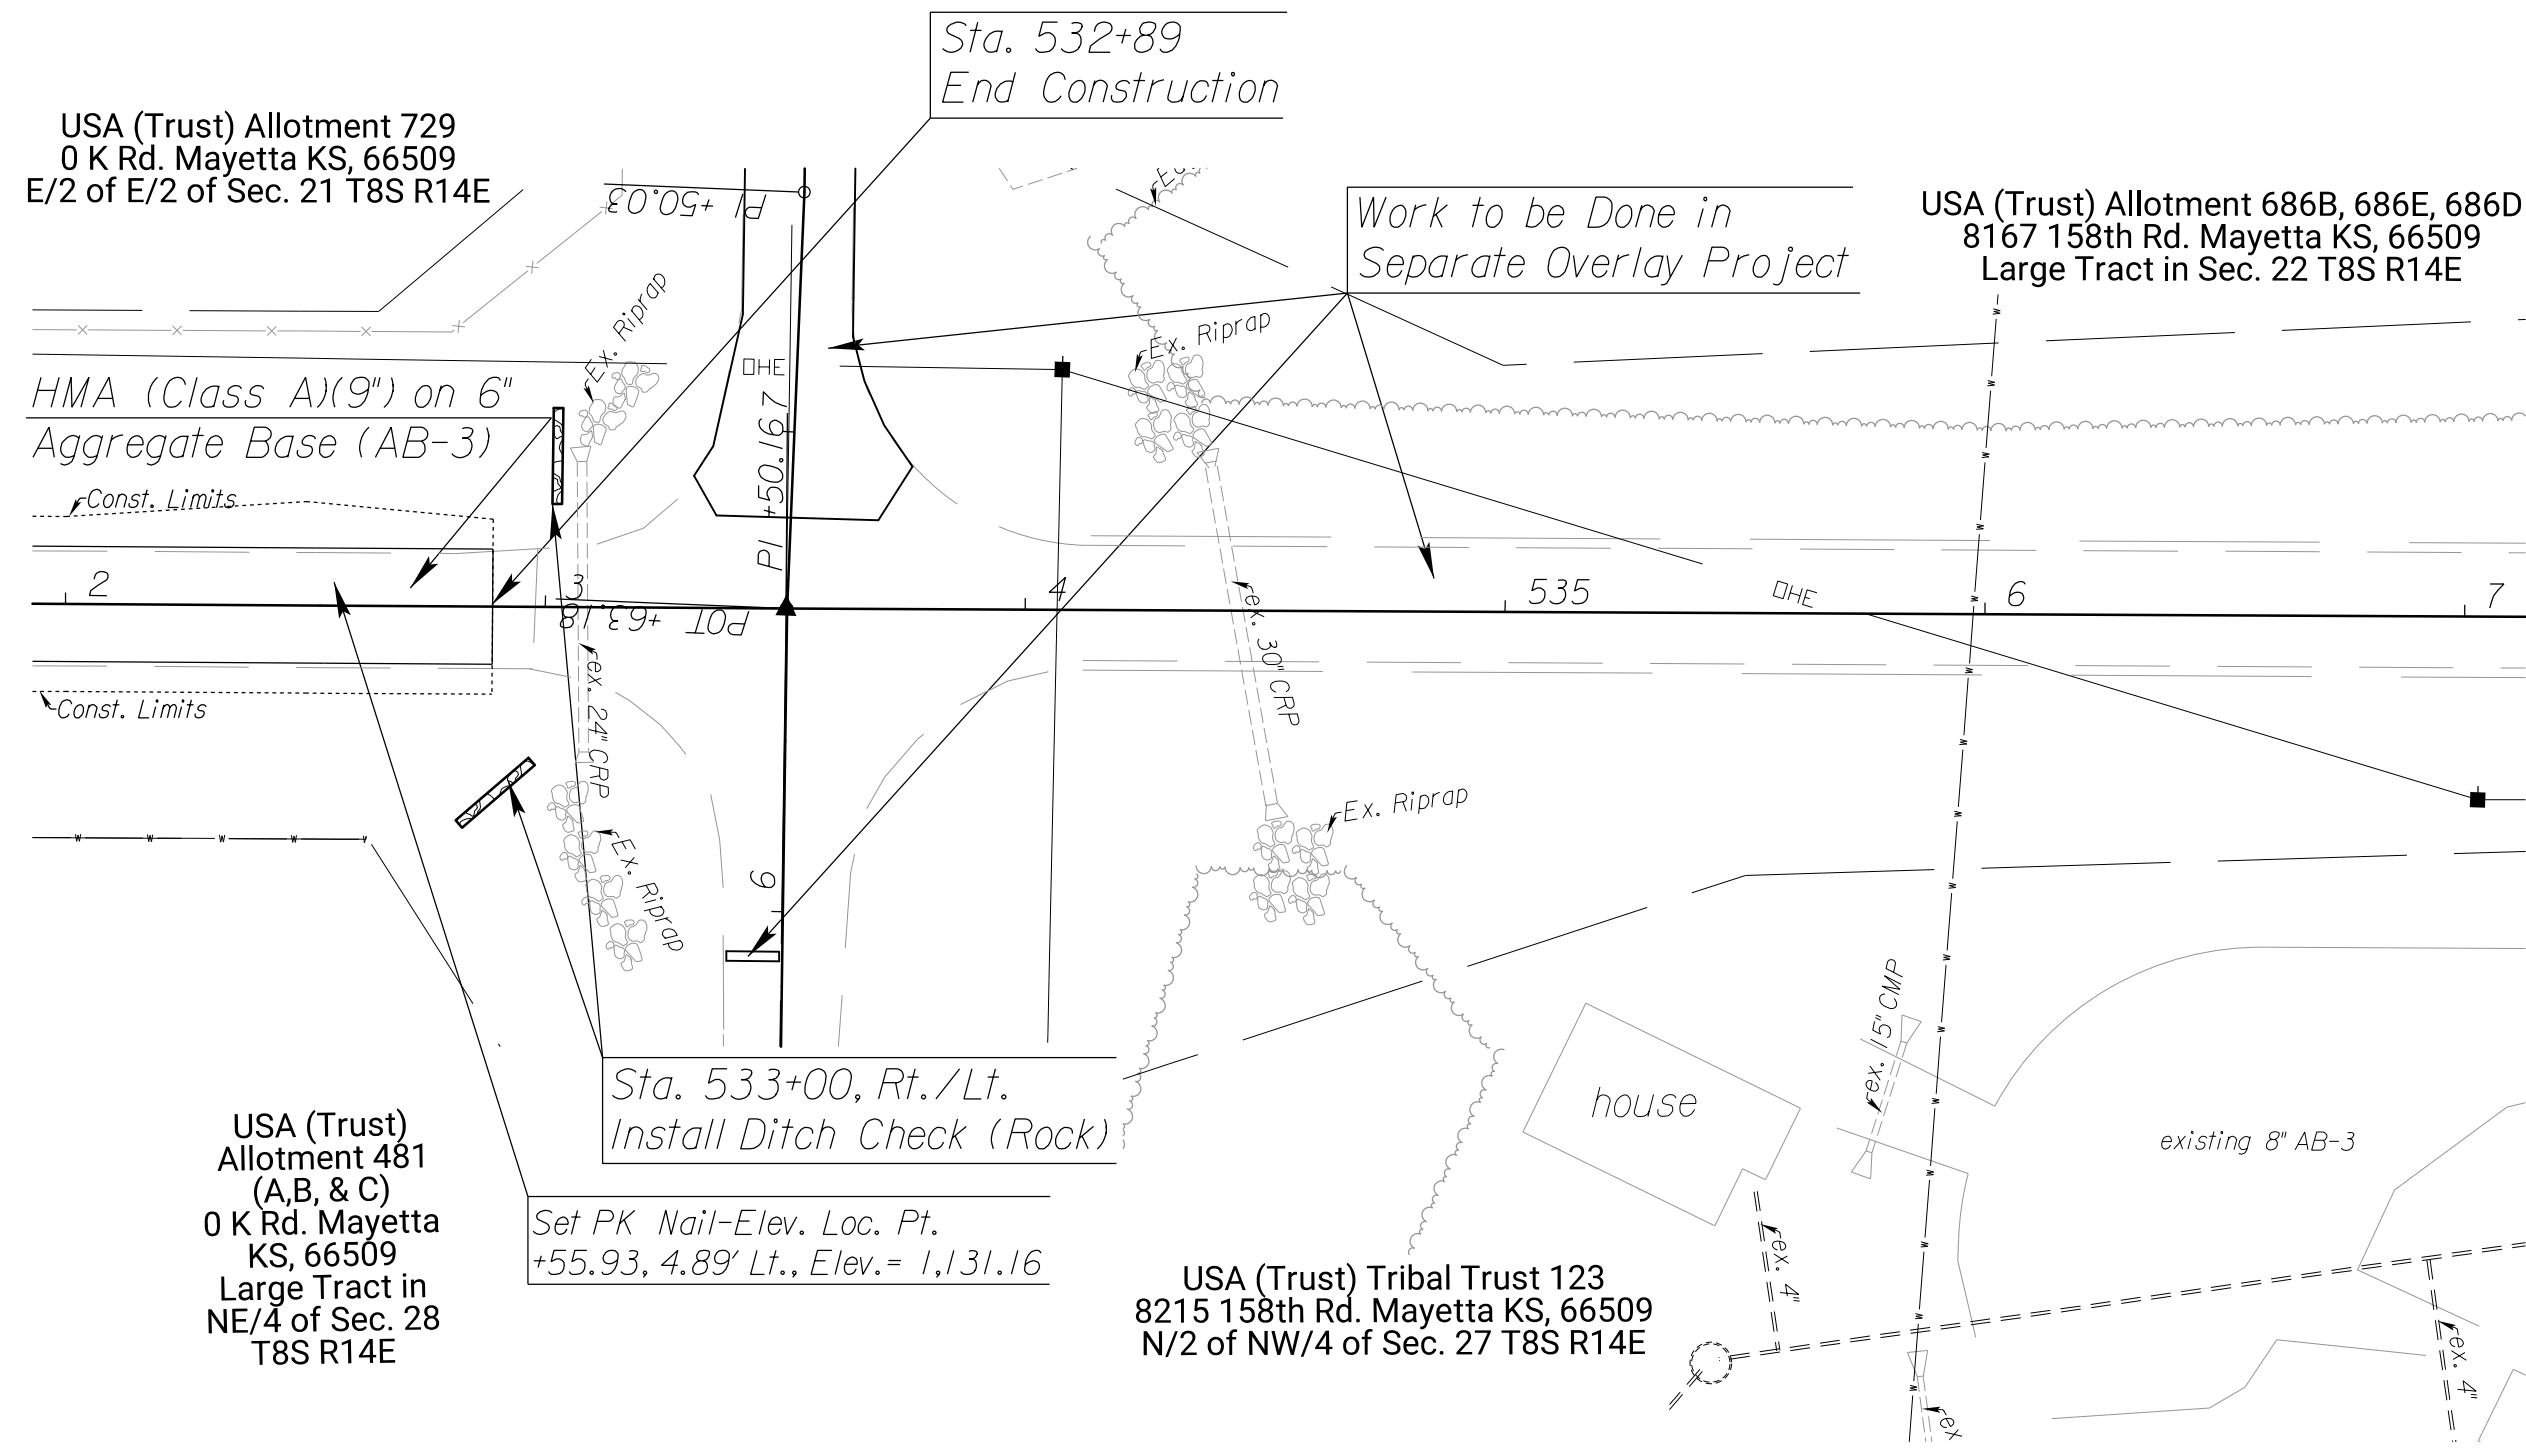 Sta. 532+89
End Construction
USA (Trust) Allotment 729
0 K Rd. Mayetta KS, 66509
E/2 of E/2 of Sec. 21 T8S R14E
PI +50.03
Work to be Done in
Separate Overlay Project
USA (Trust) Allotment 686B, 686E, 686D
8167 158th Rd. Mayetta KS, 66509
Large Tract in Sec. 22 T8S R14E
Ex. Riprap
Ex. Riprap
HMA (Class A)(9") on 6"
Aggregate Base (AB-3)
□HE
PI +50.167
Const. Limits
2
3
4
535
□HE
6
7
POT +63.18
ex. 24" CRP
ex. 30" CRP
Const. Limits
Ex. Riprap
Ex. Riprap
6
w w w w
w w w w w w w w w w w w w w w w
ex. 15" CMP
Sta. 533+00, Rt./Lt.
Install Ditch Check (Rock)
house
existing 8" AB-3
USA (Trust)
Allotment 481
(A,B, & C)
0 K Rd. Mayetta
KS, 66509
Large Tract in
NE/4 of Sec. 28
T8S R14E
Set PK Nail-Elev. Loc. Pt.
+55.93, 4.89' Lt., Elev.= 1,131.16
USA (Trust) Tribal Trust 123
8215 158th Rd. Mayetta KS, 66509
N/2 of NW/4 of Sec. 27 T8S R14E
ex. 4"
ex. 4"
ex